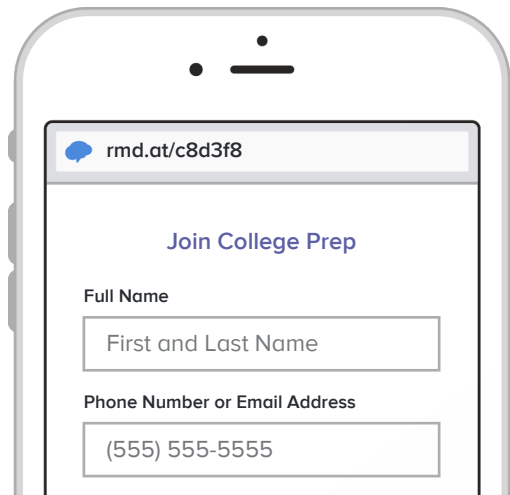 rmd.at/c8d3f8
Join College Prep
Full Name
First and Last Name
Phone Number or Email Address
(555) 555-5555